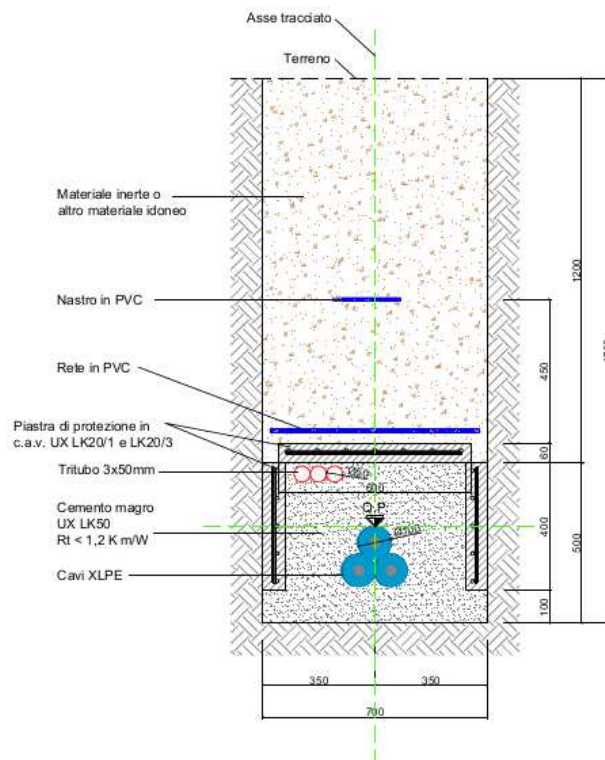 Asse tracciato
Terreno
Materiale inerte o
altro materiale idoneo
1200
Nastro in PVC
450
Rete in PVC
Piastra di protezione in
c.a.v. UX LK20/1 e LK20/3
60
Tritubo 3x50mm
600
Cemento magro
UX LK50
Rt < 1,2 K m/W
O.P.
400
500
Cavi XLPE
100
350
350
700